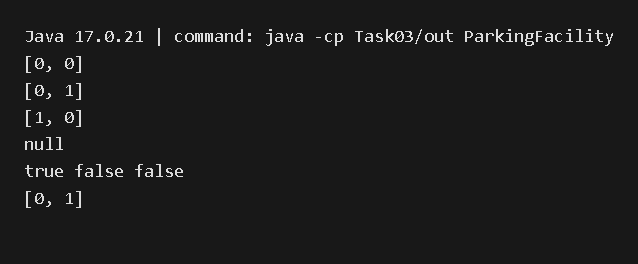 Java 17.0.21 | command: java -cp Task03/out ParkingFacility
[0, 0]
[0, 1]
[1, 0]
null
true false false
[0, 1]